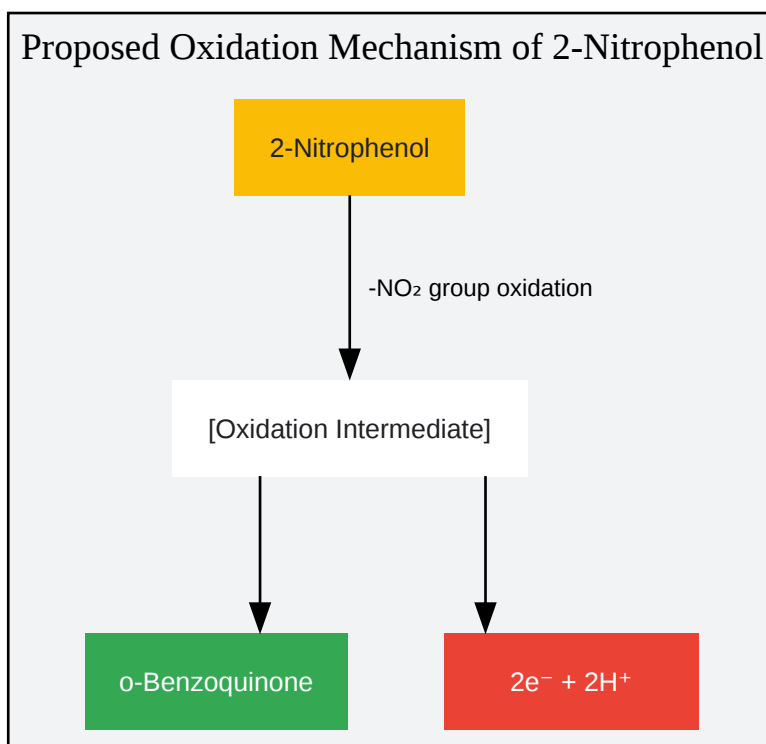 Proposed Oxidation Mechanism of 2-Nitrophenol
2-Nitrophenol
-NO₂ group oxidation
[Oxidation Intermediate]
o-Benzoquinone
2e⁻ + 2H⁺